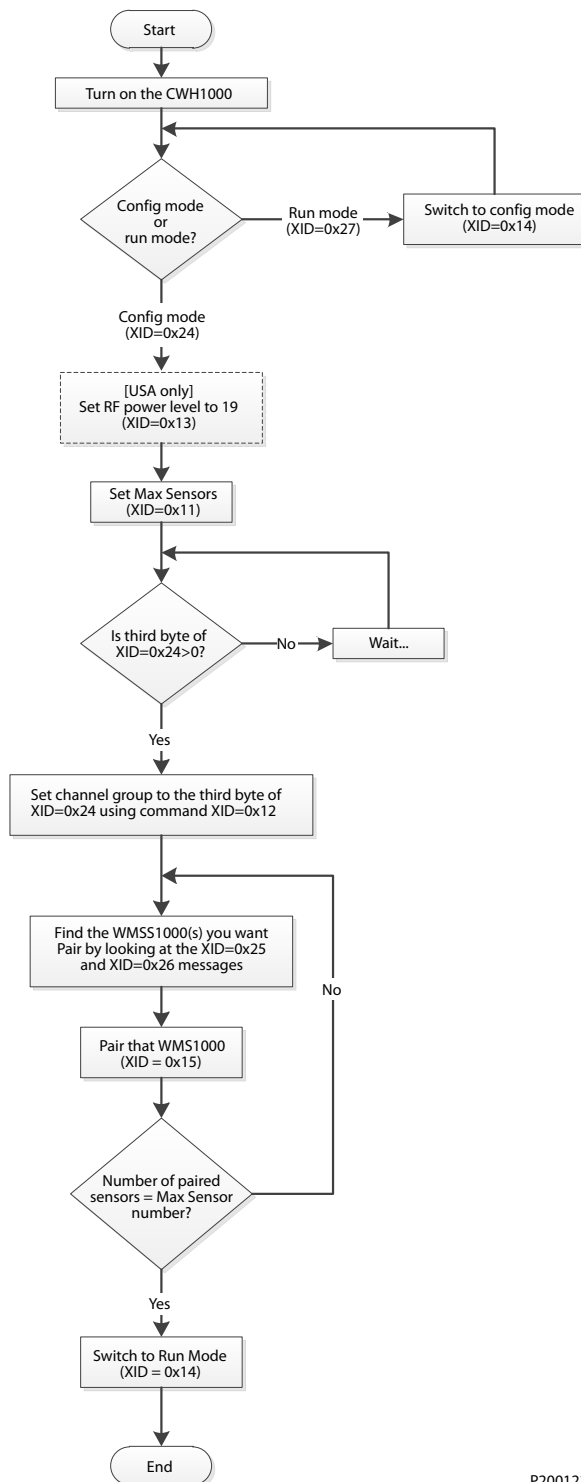 Start
Turn on the CWH1000
Config mode
or
run mode?
Run mode
(XID=0x27)
Switch to config mode
(XID=0x14)
Config mode
(XID=0x24)
[USA only]
Set RF power level to 19
(XID=0x13)
Set Max Sensors
(XID=0x11)
Is third byte of
XID=0x24>0?
No
Wait...
Yes
Set channel group to the third byte of
XID=0x24 using command XID=0x12
Find the WMSS1000(s) you want
Pair by looking at the XID=0x25
and XID=0x26 messages
No
Pair that WMS1000
(XID = 0x15)
Number of paired
sensors = Max Sensor
number?
Yes
Switch to Run Mode
(XID = 0x14)
End
P20012